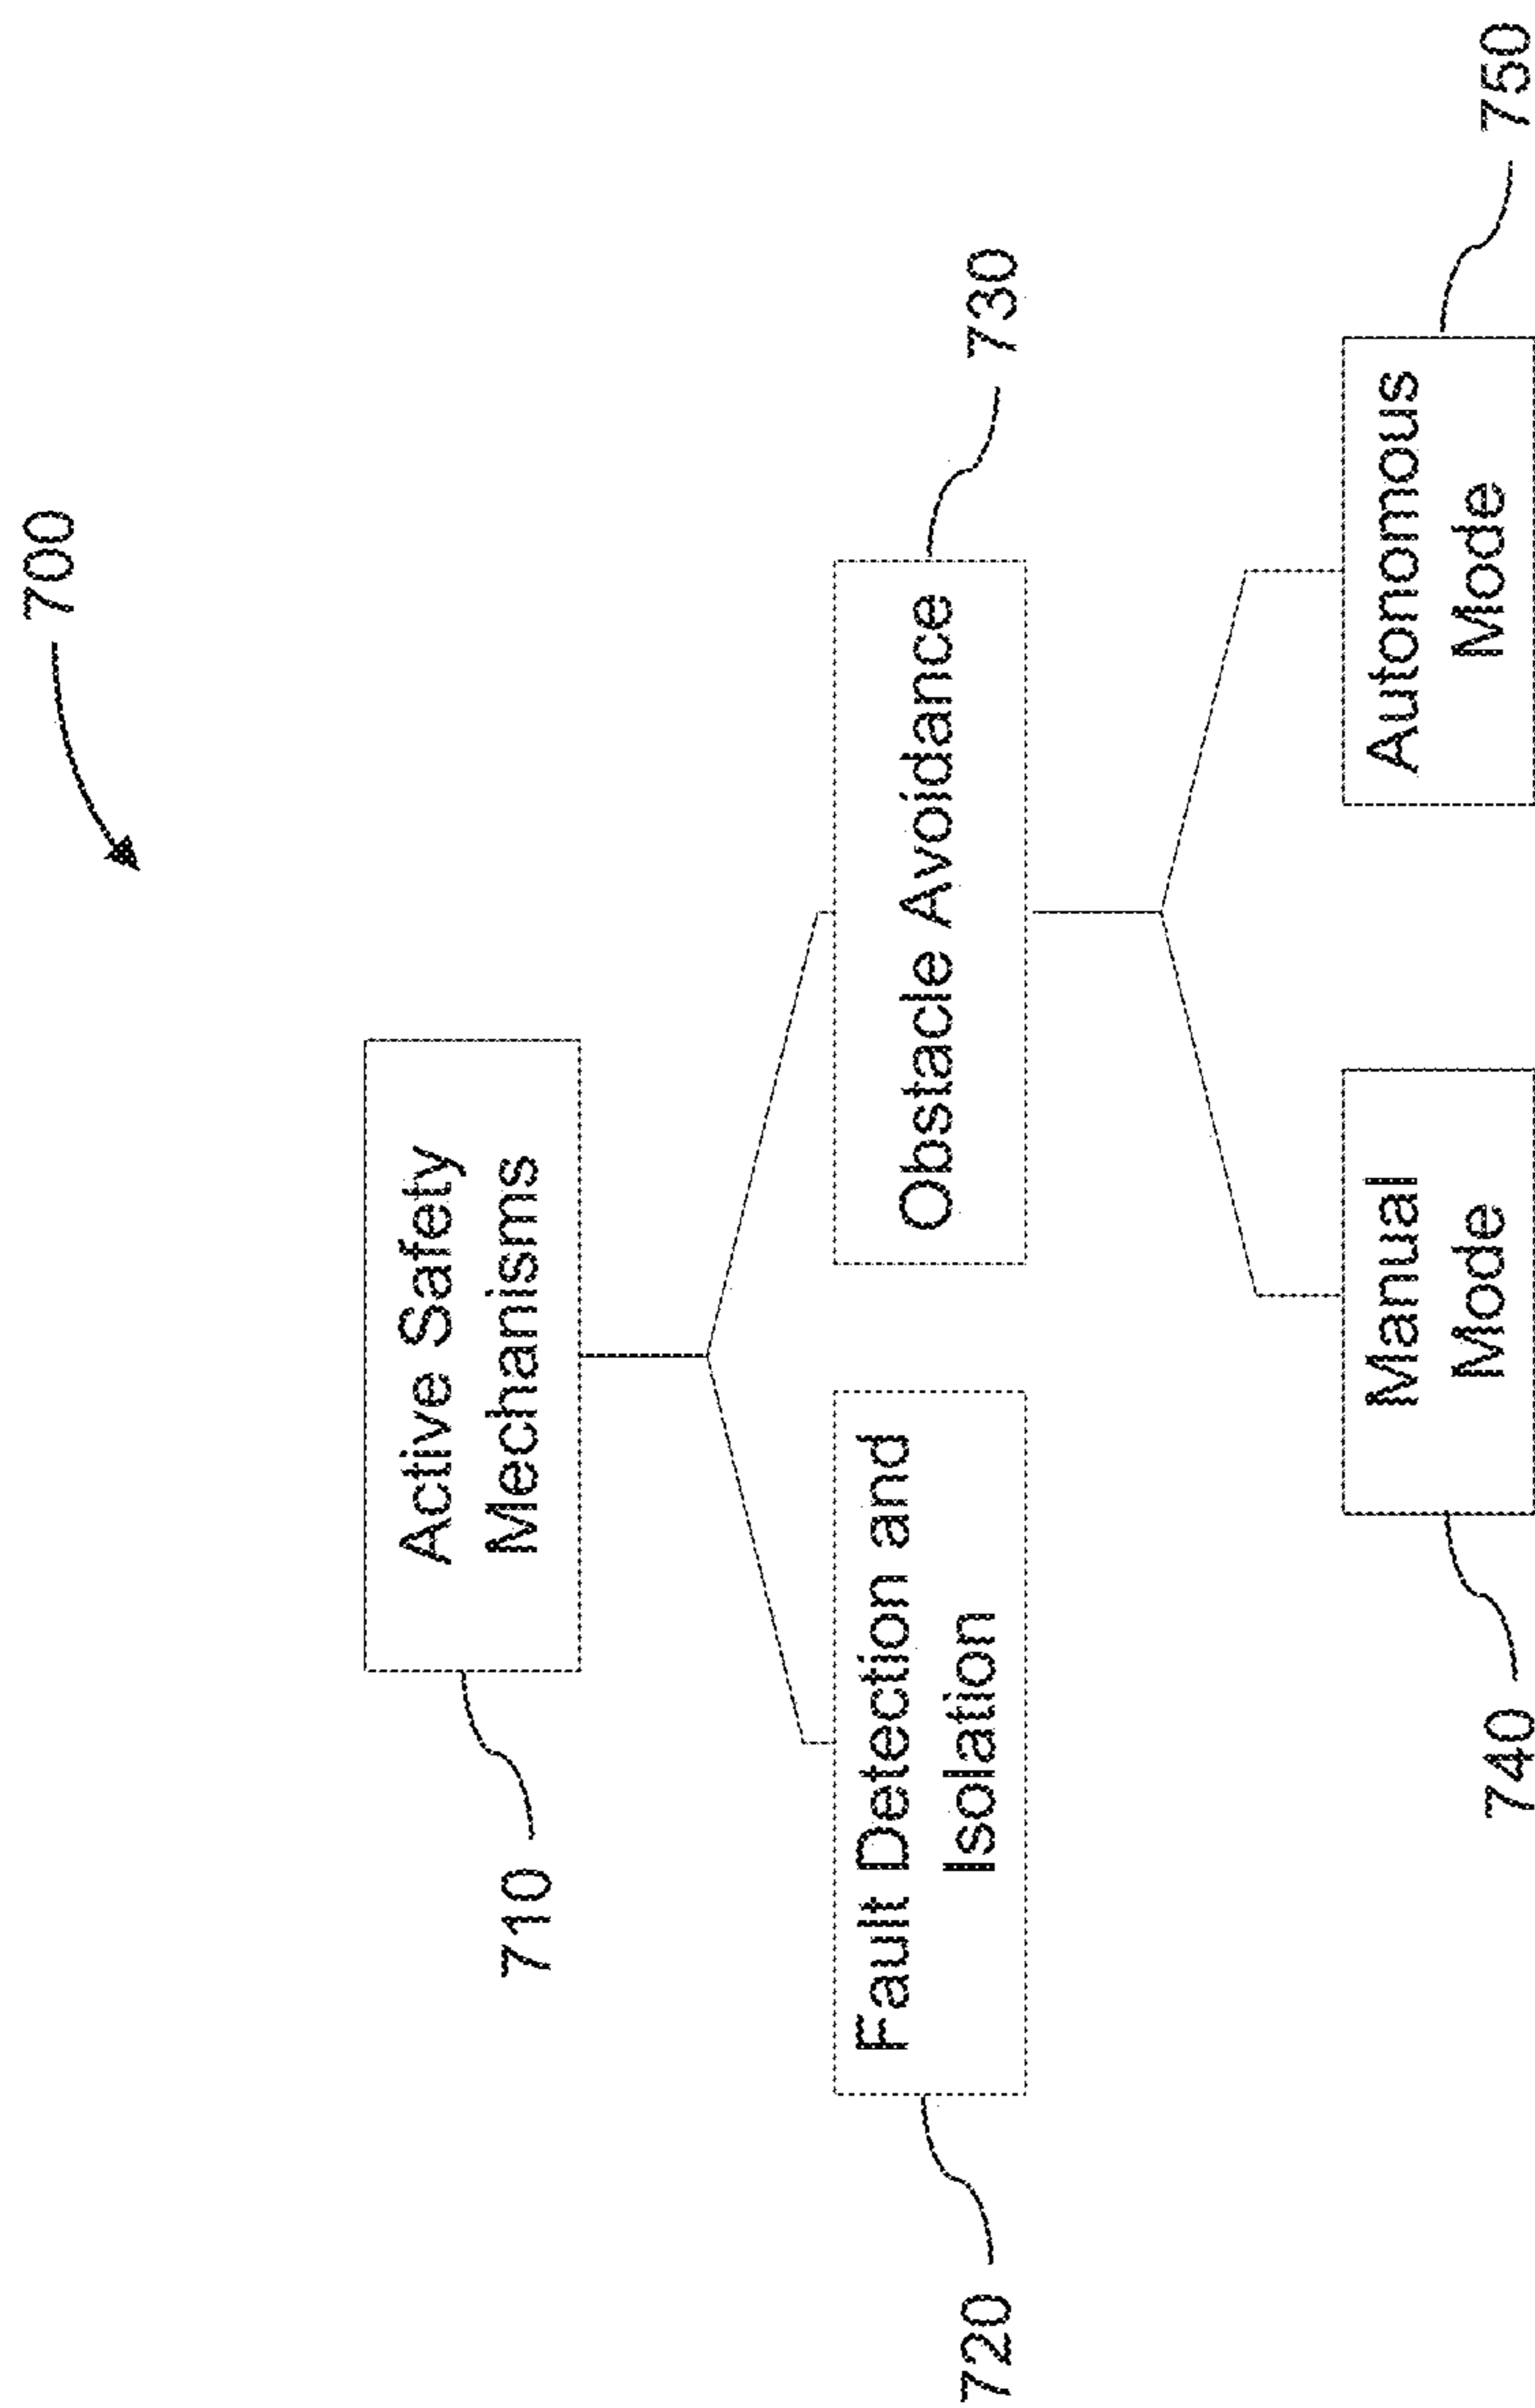 700
Active Safety
Mechanisms
710
Fault Detection and
Isolation
720
Obstacle Avoidance
730
Manual
Mode
740
Autonomous
Mode
750